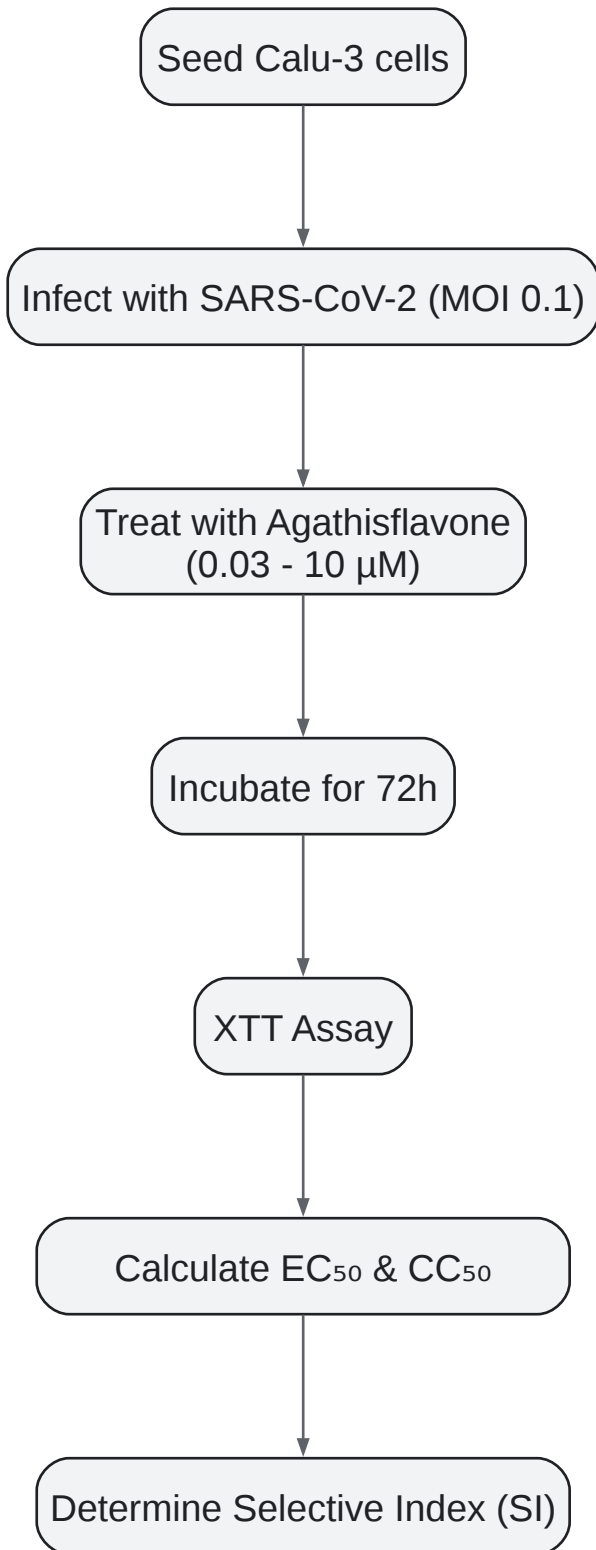 Seed Calu-3 cells
Infect with SARS-CoV-2 (MOI 0.1)
Treat with Agathisflavone
(0.03 - 10 µM)
Incubate for 72h
XTT Assay
Calculate EC₅₀ & CC₅₀
Determine Selective Index (SI)